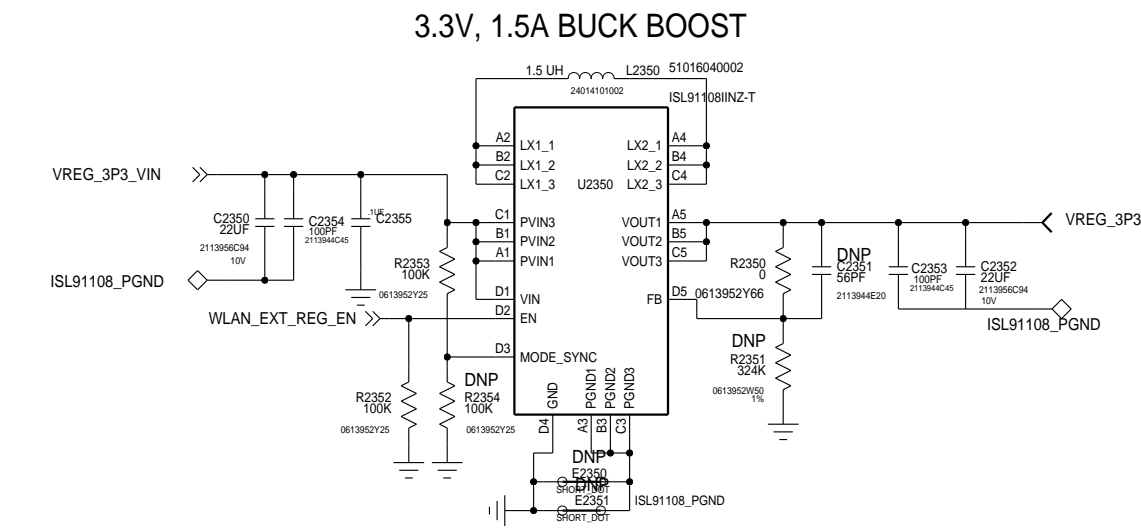 3.3V, 1.5A BUCK BOOST
1.5 UH
L2350
51016040002
24014101002
ISL91108IINZ-T
A2
LX1_1
LX2_1
A4
B2
LX1_2
LX2_2
B4
C2
LX1_3
U2350
LX2_3
C4
VREG_3P3_VIN
C2350
22UF
2113956C94
10V
C2354
100PF
2113944C45
.1UF
C2355
C1
PVIN3
VOUT1
A5
B1
PVIN2
VOUT2
B5
A1
PVIN1
VOUT3
C5
VREG_3P3
ISL91108_PGND
R2353
100K
0613952Y25
D1
VIN
FB
D5
R2350
0
0613952Y66
DNP
C2351
56PF
2113944E20
C2353
100PF
2113944C45
C2352
22UF
2113956C94
10V
ISL91108_PGND
WLAN_EXT_REG_EN
D2
EN
D3
MODE_SYNC
DNP
R2351
324K
0613952W50
1%
R2352
100K
0613952Y25
DNP
R2354
100K
0613952Y25
GND
PGND1
PGND2
PGND3
D4
A3
B3
C3
DNP
E2350
SHORT_DOT
DNP
E2351
SHORT_DOT
ISL91108_PGND